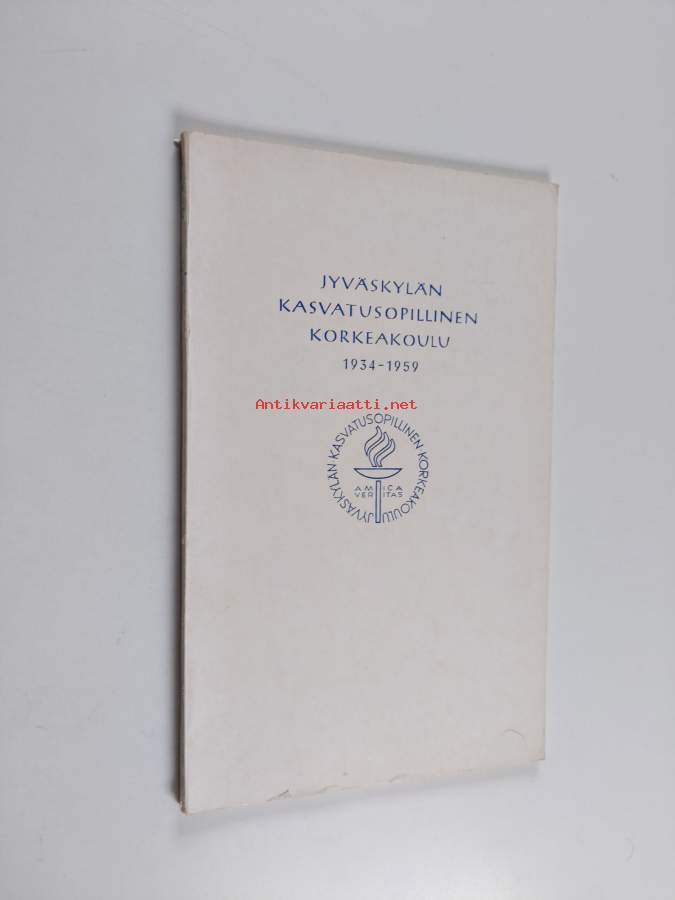 JYVÄSKYLÄN
KASVATUSOPILLINEN
KORKEAKOULU
1934-1959
Antikvariaatti.net
JYVÄSKYLÄN KASVATUSOPILLINEN KORKEAKOULU
AMICA
VERITAS